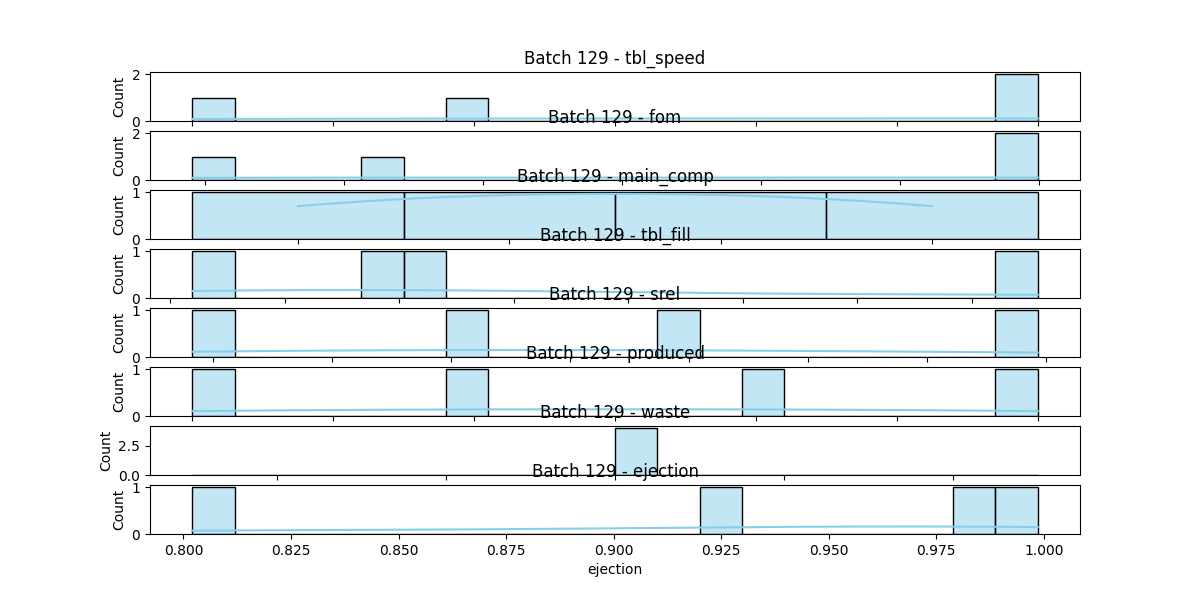 Batch 129 - tbl_speed
2
0
Count
Batch 129 - fom
2
0
Count
Batch 129 - main_comp
1
0
Count
Batch 129 - tbl_fill
1
0
Count
Batch 129 - srel
1
0
Count
Batch 129 - produced
1
0
Count
Batch 129 - waste
2.5
0.0
Count
Batch 129 - ejection
1
0
Count
0.800 0.825 0.850 0.875 0.900 0.925 0.950 0.975 1.000
ejection